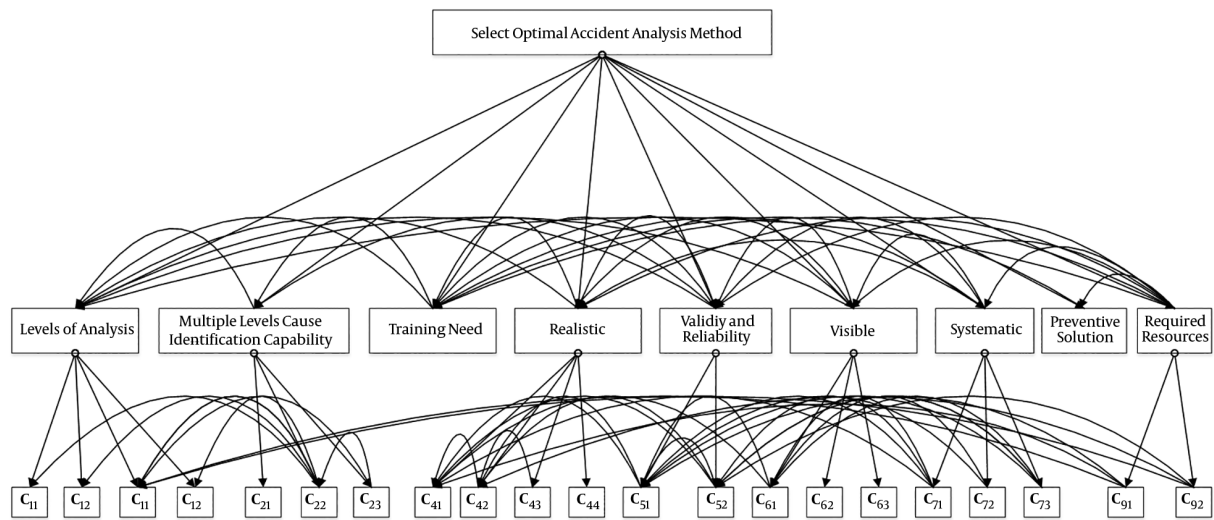 Select Optimal Accident Analysis Method
Levels of Analysis
Multiple Levels Cause
Identification Capability
Training Need
Realistic
Validiy and
Reliability
Visible
Systematic
Preventive
Solution
Required
Resources
C11 C12 C11 C12 C21 C22 C23 C41 C42 C43 C44 C51 C52 C61 C62 C63 C71 C72 C73 C91 C92